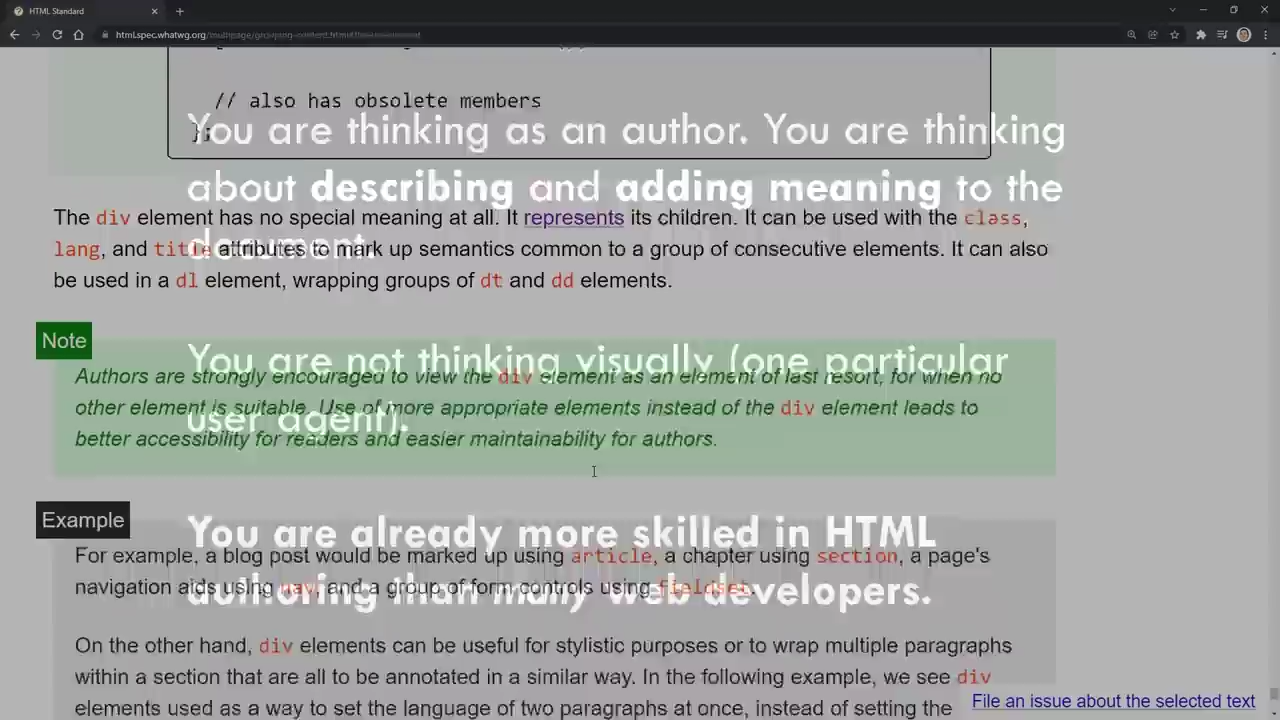 HTML Standard
html.spec.whatwg.org/multipage/grouping-content.html#the-div-element
// also has obsolete members
};
You are thinking as an author. You are thinking
about describing and adding meaning to the
document.
The div element has no special meaning at all. It represents its children. It can be used with the class,
lang, and title attributes to mark up semantics common to a group of consecutive elements. It can also
be used in a dl element, wrapping groups of dt and dd elements.
Note
You are not thinking visually (one particular
user agent).
Authors are strongly encouraged to view the div element as an element of last resort, for when no
other element is suitable. Use of more appropriate elements instead of the div element leads to
better accessibility for readers and easier maintainability for authors.
Example
You are already more skilled in HTML
authoring than many web developers.
For example, a blog post would be marked up using article, a chapter using section, a page's
navigation aids using nav, and a group of form controls using fieldset.
On the other hand, div elements can be useful for stylistic purposes or to wrap multiple paragraphs
within a section that are all to be annotated in a similar way. In the following example, we see div
elements used as a way to set the language of two paragraphs at once, instead of setting the
File an issue about the selected text